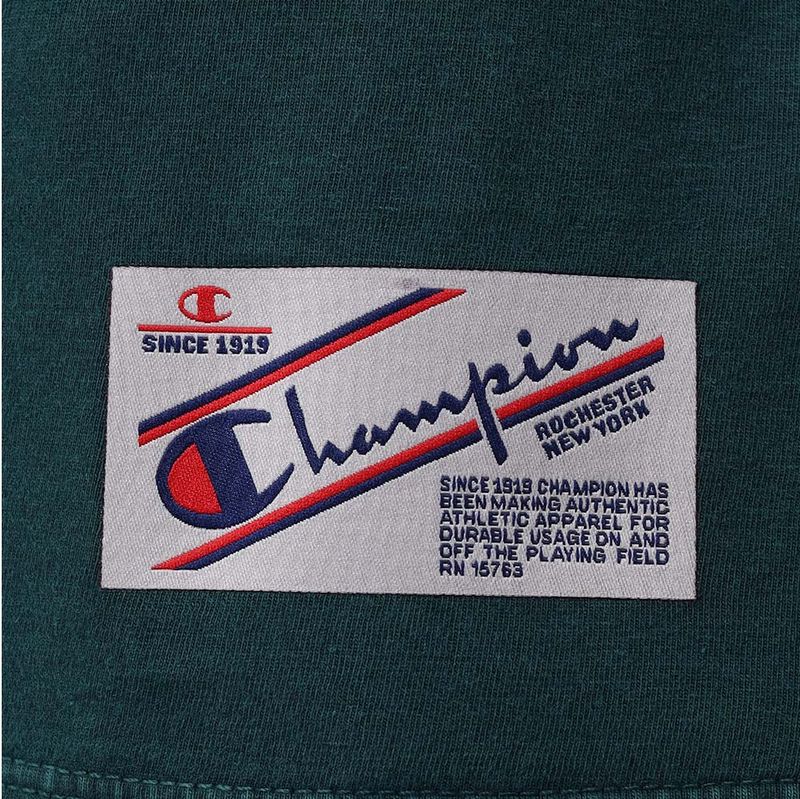 SINCE 1919
Champion
ROCHESTER
NEW YORK
SINCE 1919 CHAMPION HAS
BEEN MAKING AUTHENTIC
ATHLETIC APPAREL FOR
DURABLE USAGE ON AND
OFF THE PLAYING FIELD
RN 15763